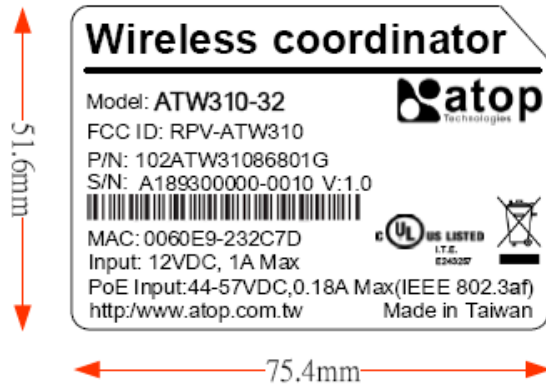 Wireless coordinator
Model: ATW310-32
atop
Technologies
FCC ID: RPV-ATW310
P/N: 102ATW31086801G
S/N: A189300000-0010 V:1.0
MAC: 0060E9-232C7D
C UL US LISTED
I.T.E.
E243257
Input: 12VDC, 1A Max
PoE Input:44-57VDC,0.18A Max(IEEE 802.3af)
http:/www.atop.com.tw Made in Taiwan
51.6mm
75.4mm